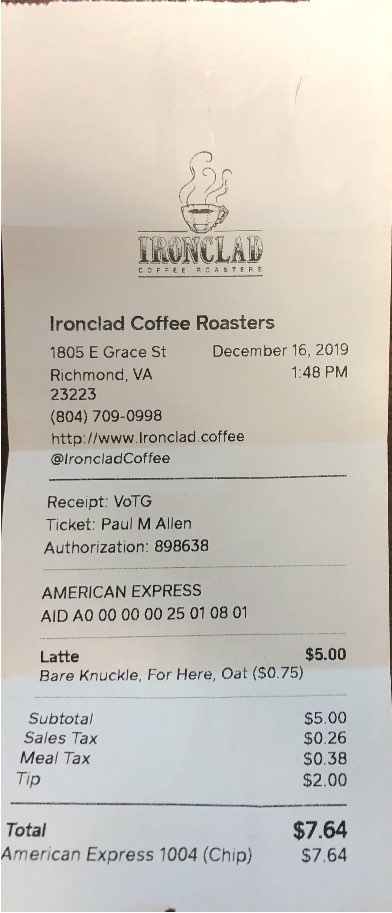 IRONCLAD
COFFEE ROASTERS
Ironclad Coffee Roasters
1805 E Grace St December 16, 2019
Richmond, VA 1:48 PM
23223
(804) 709-0998
http://www.Ironclad.coffee
@IroncladCoffee
Receipt: VoTG
Ticket: Paul M Allen
Authorization: 898638
AMERICAN EXPRESS
AID A0 00 00 00 25 01 08 01
Latte $5.00
Bare Knuckle, For Here, Oat ($0.75)
Subtotal $5.00
Sales Tax $0.26
Meal Tax $0.38
Tip $2.00
Total $7.64
American Express 1004 (Chip) $7.64